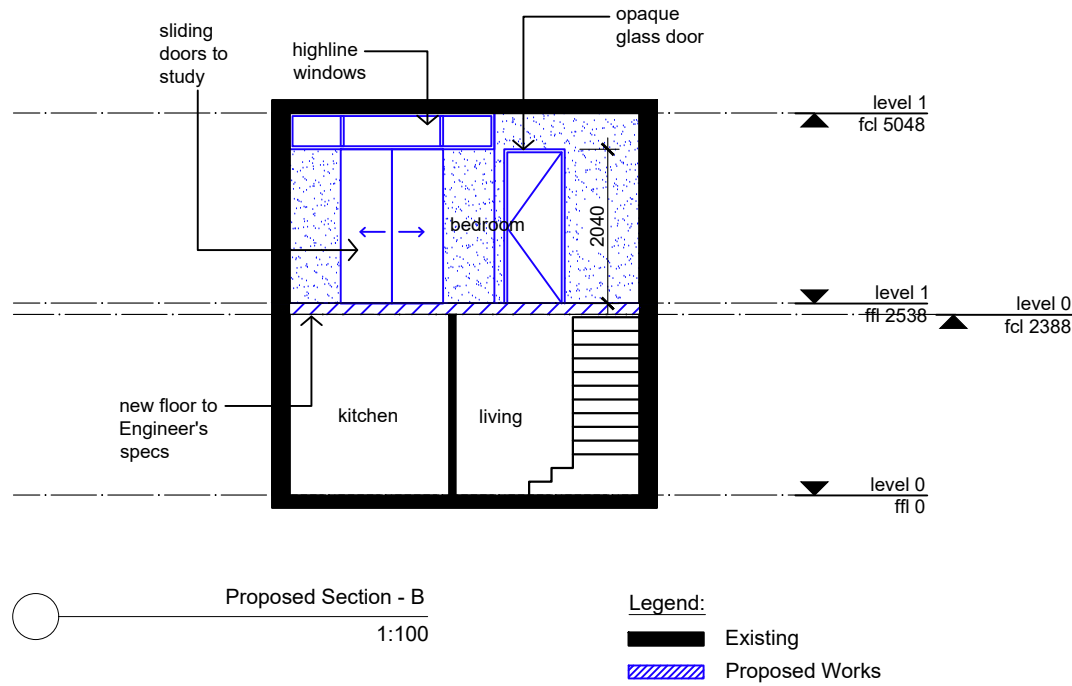 opaque
glass door
sliding
doors to
study
highline
windows
level 1
fcl 5048
bedroom
2040
level 1
ffl 2538
level 0
fcl 2388
new floor to
Engineer's
specs
kitchen
living
level 0
ffl 0
Proposed Section - B
1:100
Legend:
Existing
Proposed Works